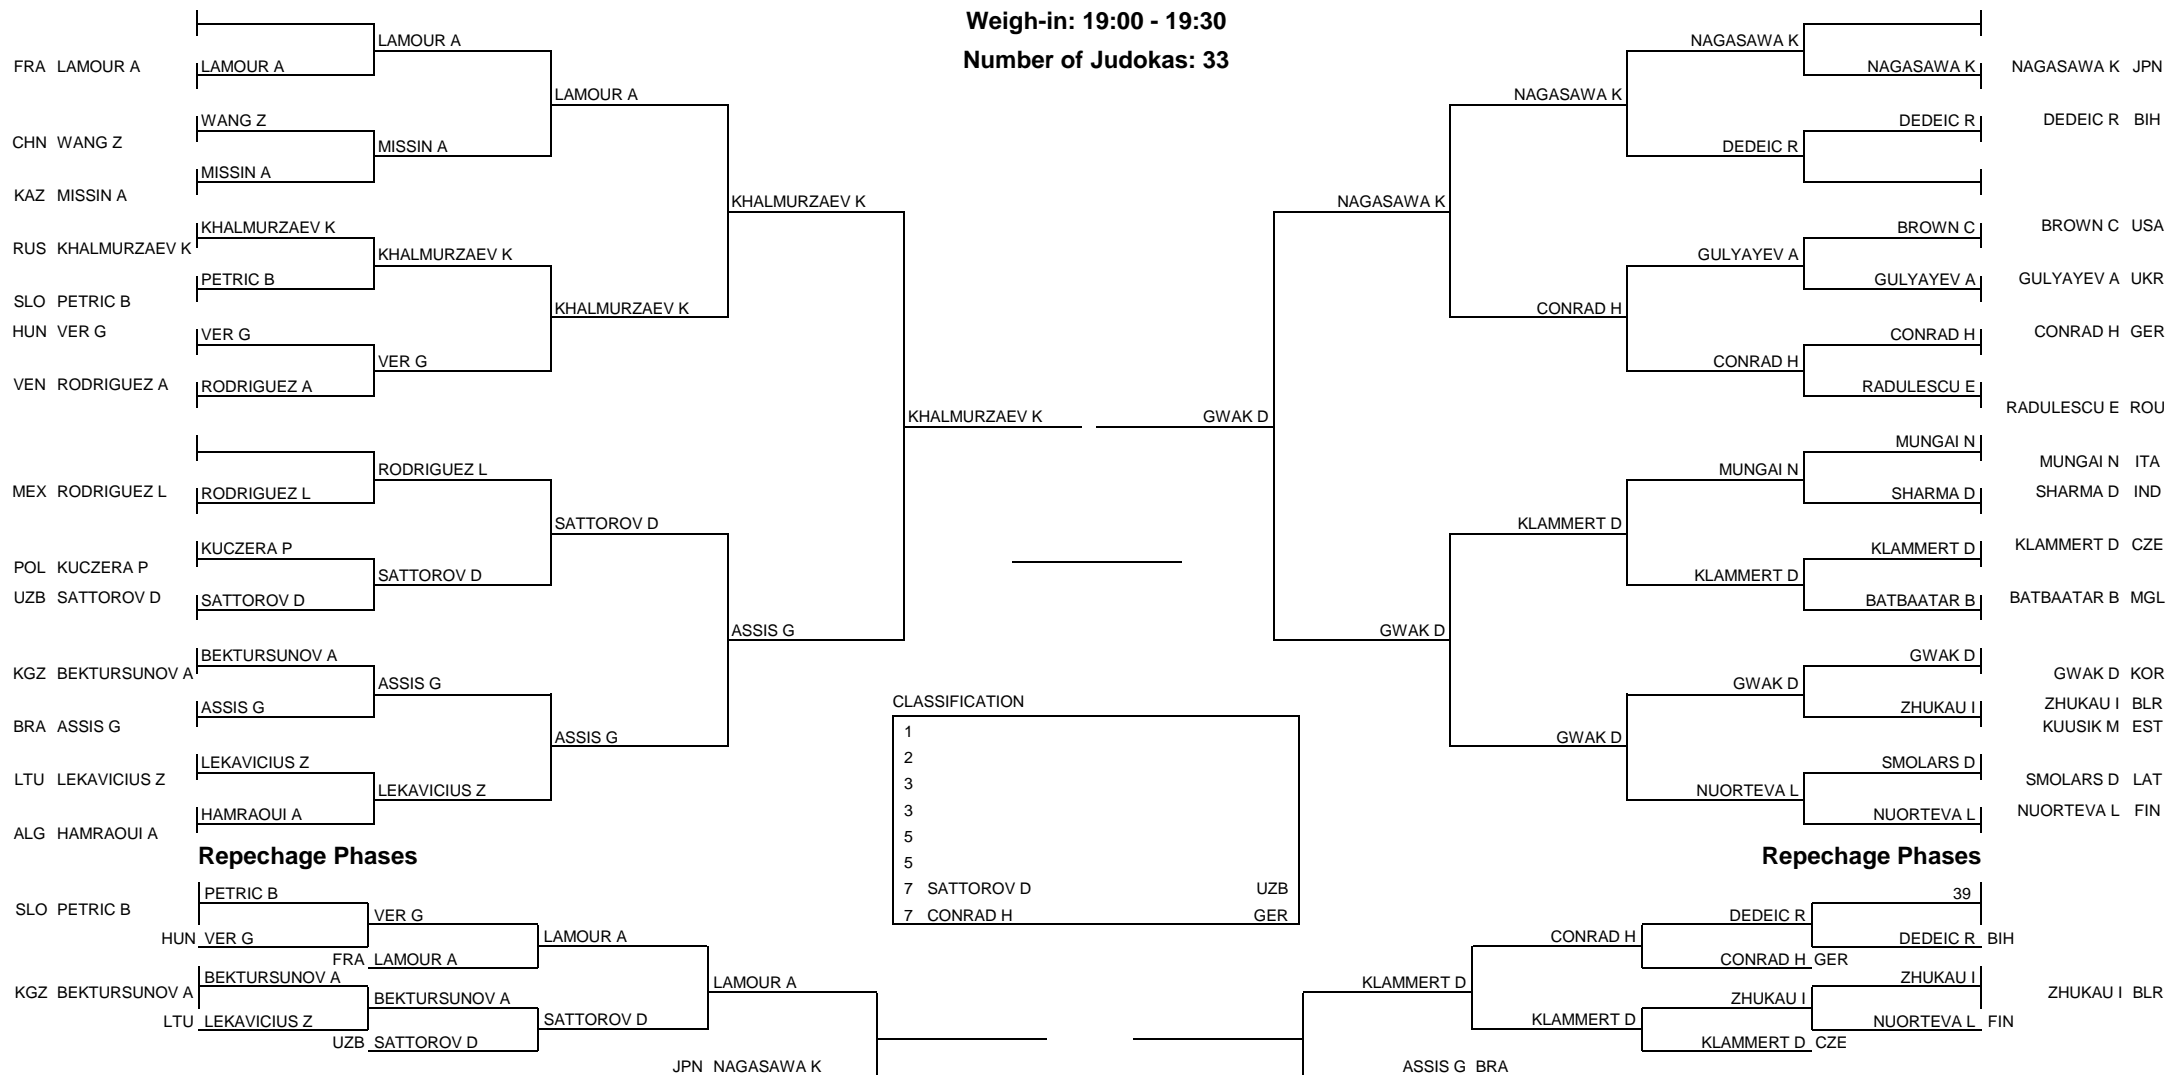 Weigh-in: 19:00 - 19:30
Number of Judokas: 33
LAMOUR A
NAGASAWA K
FRA LAMOUR A LAMOUR A
NAGASAWA K NAGASAWA K JPN
LAMOUR A
NAGASAWA K
WANG Z
DEDEIC R DEDEIC R BIH
CHN WANG Z
MISSIN A
DEDEIC R
MISSIN A
KAZ MISSIN A
KHALMURZAEV K
NAGASAWA K
KHALMURZAEV K
BROWN C BROWN C USA
RUS KHALMURZAEV K
KHALMURZAEV K
GULYAYEV A
PETRIC B
GULYAYEV A GULYAYEV A UKR
SLO PETRIC B
KHALMURZAEV K
CONRAD H
HUN VER G VER G
CONRAD H CONRAD H GER
VER G
CONRAD H
VEN RODRIGUEZ A RODRIGUEZ A
RADULESCU E
RADULESCU E ROU
KHALMURZAEV K
GWAK D
MUNGAI N
MUNGAI N ITA
RODRIGUEZ L
MUNGAI N
MEX RODRIGUEZ L RODRIGUEZ L
SHARMA D SHARMA D IND
SATTOROV D
KLAMMERT D
KUCZERA P
KLAMMERT D KLAMMERT D CZE
POL KUCZERA P
SATTOROV D
KLAMMERT D
UZB SATTOROV D SATTOROV D
BATBAATAR B BATBAATAR B MGL
ASSIS G
GWAK D
BEKTURSUNOV A
GWAK D
KGZ BEKTURSUNOV A
GWAK D KOR
ASSIS G
GWAK D
ASSIS G
ZHUKAU I ZHUKAU I BLR
BRA ASSIS G
KUUSIK M EST
ASSIS G
GWAK D
LEKAVICIUS Z
SMOLARS D
LTU LEKAVICIUS Z
SMOLARS D LAT
LEKAVICIUS Z
NUORTEVA L
HAMRAOUI A
NUORTEVA L NUORTEVA L FIN
ALG HAMRAOUI A
CLASSIFICATION
1
2
3
3
5
5
7 SATTOROV D UZB
7 CONRAD H GER
Repechage Phases
Repechage Phases
PETRIC B
39
SLO PETRIC B
VER G
DEDEIC R
HUN VER G
LAMOUR A
CONRAD H
DEDEIC R BIH
FRA LAMOUR A
CONRAD H GER
BEKTURSUNOV A
LAMOUR A
KLAMMERT D
ZHUKAU I
KGZ BEKTURSUNOV A
ZHUKAU I BLR
BEKTURSUNOV A
ZHUKAU I
LTU LEKAVICIUS Z
SATTOROV D
KLAMMERT D
NUORTEVA L FIN
UZB SATTOROV D
KLAMMERT D CZE
JPN NAGASAWA K
ASSIS G BRA